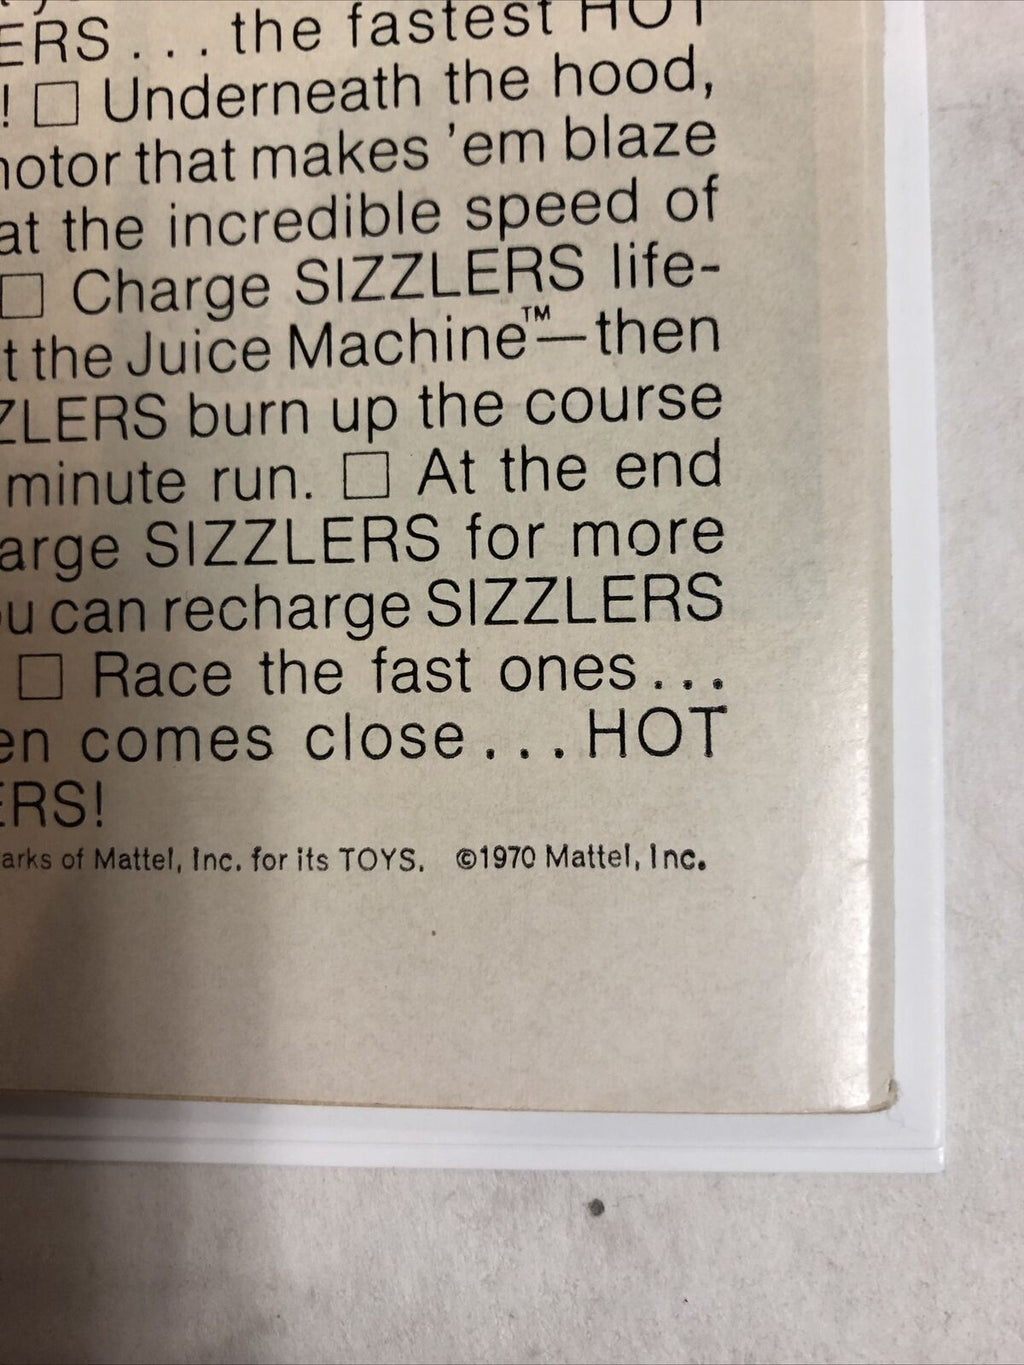 ERS . . . the fastest HOT
! □ Underneath the hood,
motor that makes 'em blaze
at the incredible speed of
□ Charge SIZZLERS life-
t the Juice Machine™—then
ZLERS burn up the course
minute run. □ At the end
arge SIZZLERS for more
ou can recharge SIZZLERS
□ Race the fast ones . . .
en comes close . . . HOT
ERS!
arks of Mattel, Inc. for its TOYS. ©1970 Mattel, Inc.